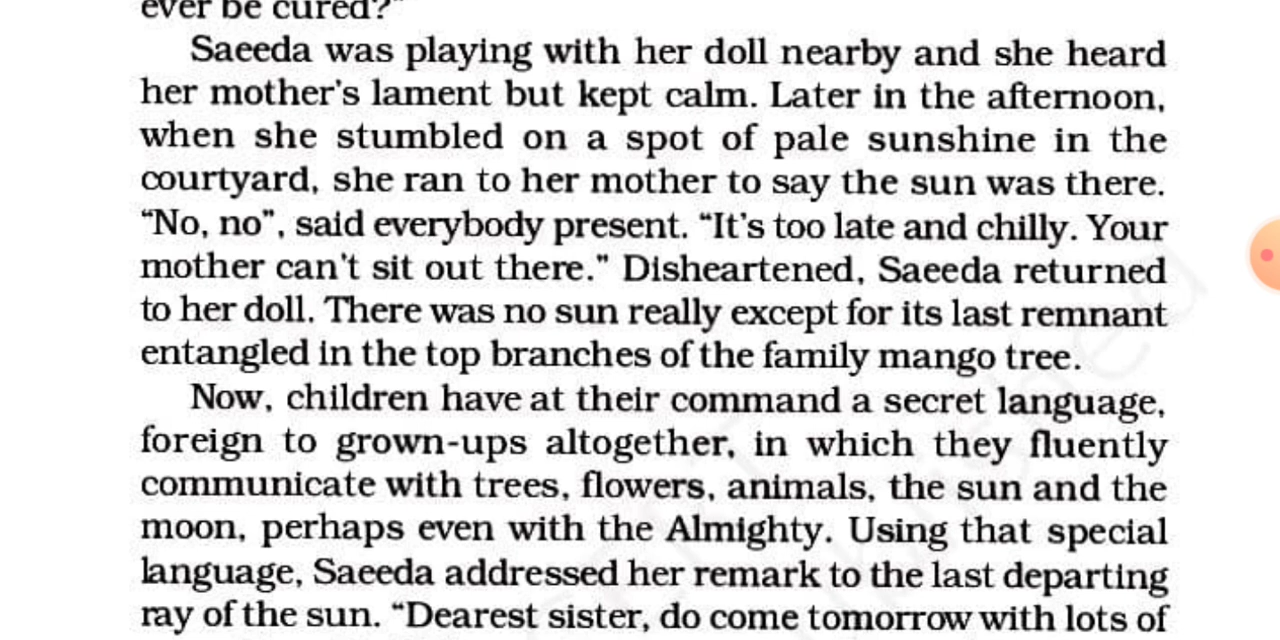 ever be cured?"
Saeeda was playing with her doll nearby and she heard
her mother's lament but kept calm. Later in the afternoon,
when she stumbled on a spot of pale sunshine in the
courtyard, she ran to her mother to say the sun was there.
“No, no”, said everybody present. “It's too late and chilly. Your
mother can't sit out there.” Disheartened, Saeeda returned
to her doll. There was no sun really except for its last remnant
entangled in the top branches of the family mango tree.
Now, children have at their command a secret language,
foreign to grown-ups altogether, in which they fluently
communicate with trees, flowers, animals, the sun and the
moon, perhaps even with the Almighty. Using that special
language, Saeeda addressed her remark to the last departing
ray of the sun. “Dearest sister, do come tomorrow with lots of